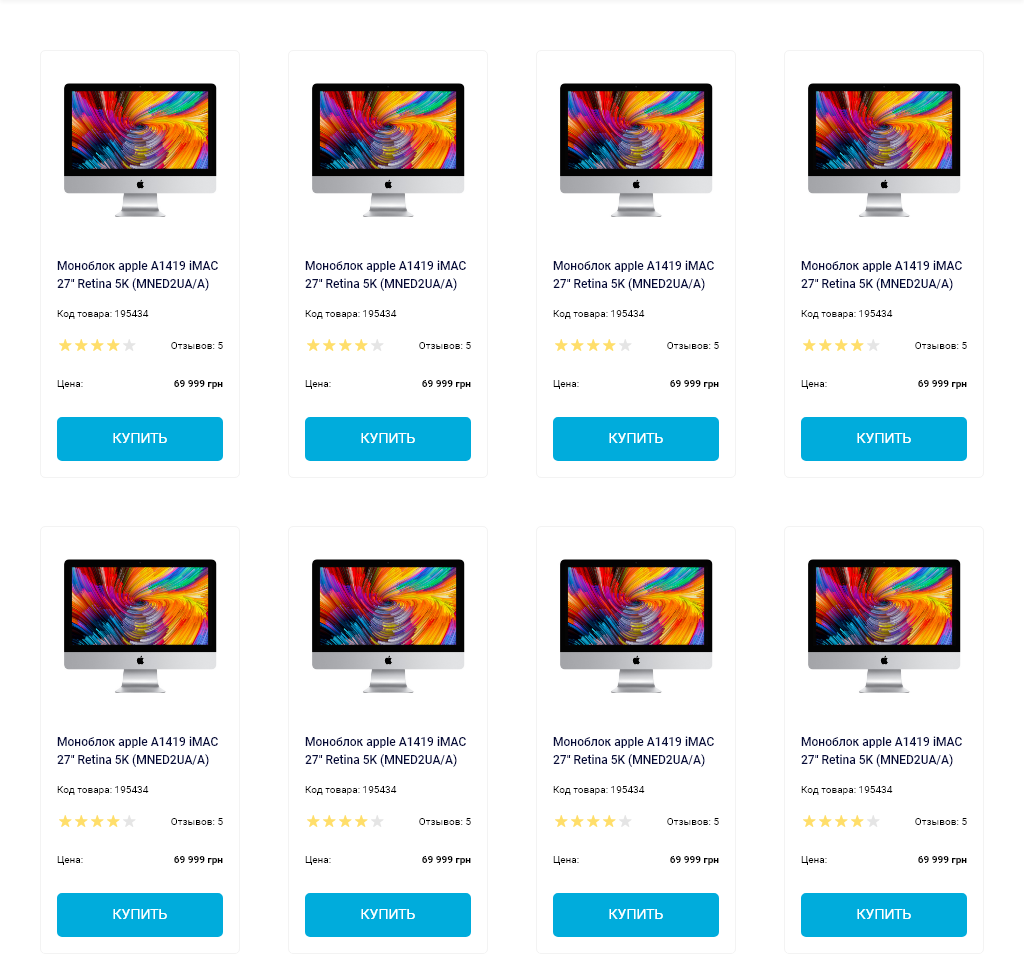 Моноблок apple A1419 iMAC
27" Retina 5K (MNED2UA/A)
Код товара: 195434
Отзывов: 5
Цена: 69 999 грн
КУПИТЬ
Моноблок apple A1419 iMAC
27" Retina 5K (MNED2UA/A)
Код товара: 195434
Отзывов: 5
Цена: 69 999 грн
КУПИТЬ
Моноблок apple A1419 iMAC
27" Retina 5K (MNED2UA/A)
Код товара: 195434
Отзывов: 5
Цена: 69 999 грн
КУПИТЬ
Моноблок apple A1419 iMAC
27" Retina 5K (MNED2UA/A)
Код товара: 195434
Отзывов: 5
Цена: 69 999 грн
КУПИТЬ
Моноблок apple A1419 iMAC
27" Retina 5K (MNED2UA/A)
Код товара: 195434
Отзывов: 5
Цена: 69 999 грн
КУПИТЬ
Моноблок apple A1419 iMAC
27" Retina 5K (MNED2UA/A)
Код товара: 195434
Отзывов: 5
Цена: 69 999 грн
КУПИТЬ
Моноблок apple A1419 iMAC
27" Retina 5K (MNED2UA/A)
Код товара: 195434
Отзывов: 5
Цена: 69 999 грн
КУПИТЬ
Моноблок apple A1419 iMAC
27" Retina 5K (MNED2UA/A)
Код товара: 195434
Отзывов: 5
Цена: 69 999 грн
КУПИТЬ